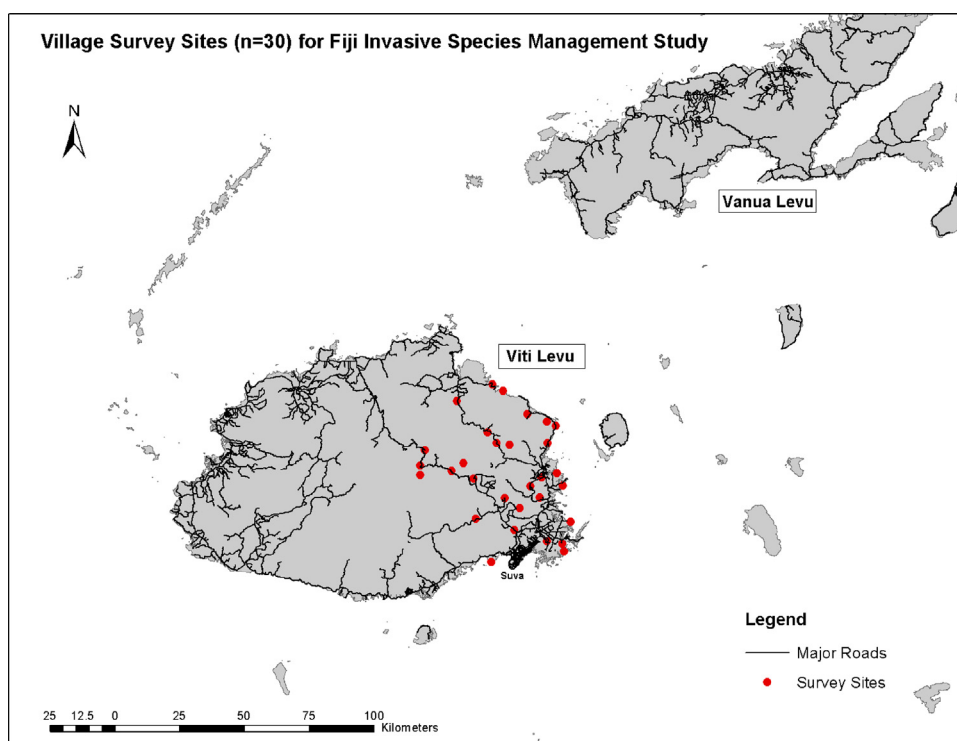 Village Survey Sites (n=30) for Fiji Invasive Species Management Study
N
Vanua Levu
Viti Levu
Suva
Legend
Major Roads
Survey Sites
25 12.5 0 25 50 75 100
Kilometers